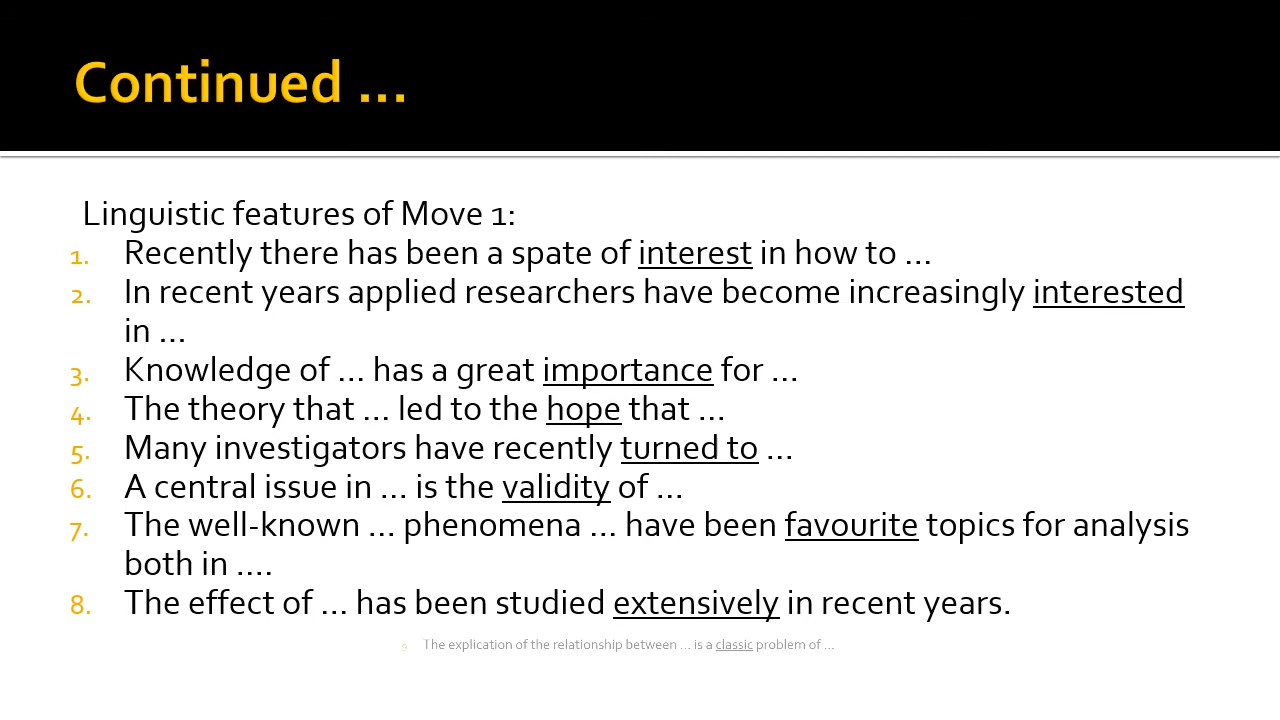 Continued ...
Linguistic features of Move 1:
1. Recently there has been a spate of interest in how to ...
2. In recent years applied researchers have become increasingly interested
in ...
3. Knowledge of ... has a great importance for ...
4. The theory that ... led to the hope that ...
5. Many investigators have recently turned to ...
6. A central issue in ... is the validity of ...
7. The well-known ... phenomena ... have been favourite topics for analysis
both in ....
8. The effect of ... has been studied extensively in recent years.
9. The explication of the relationship between ... is a classic problem of ...